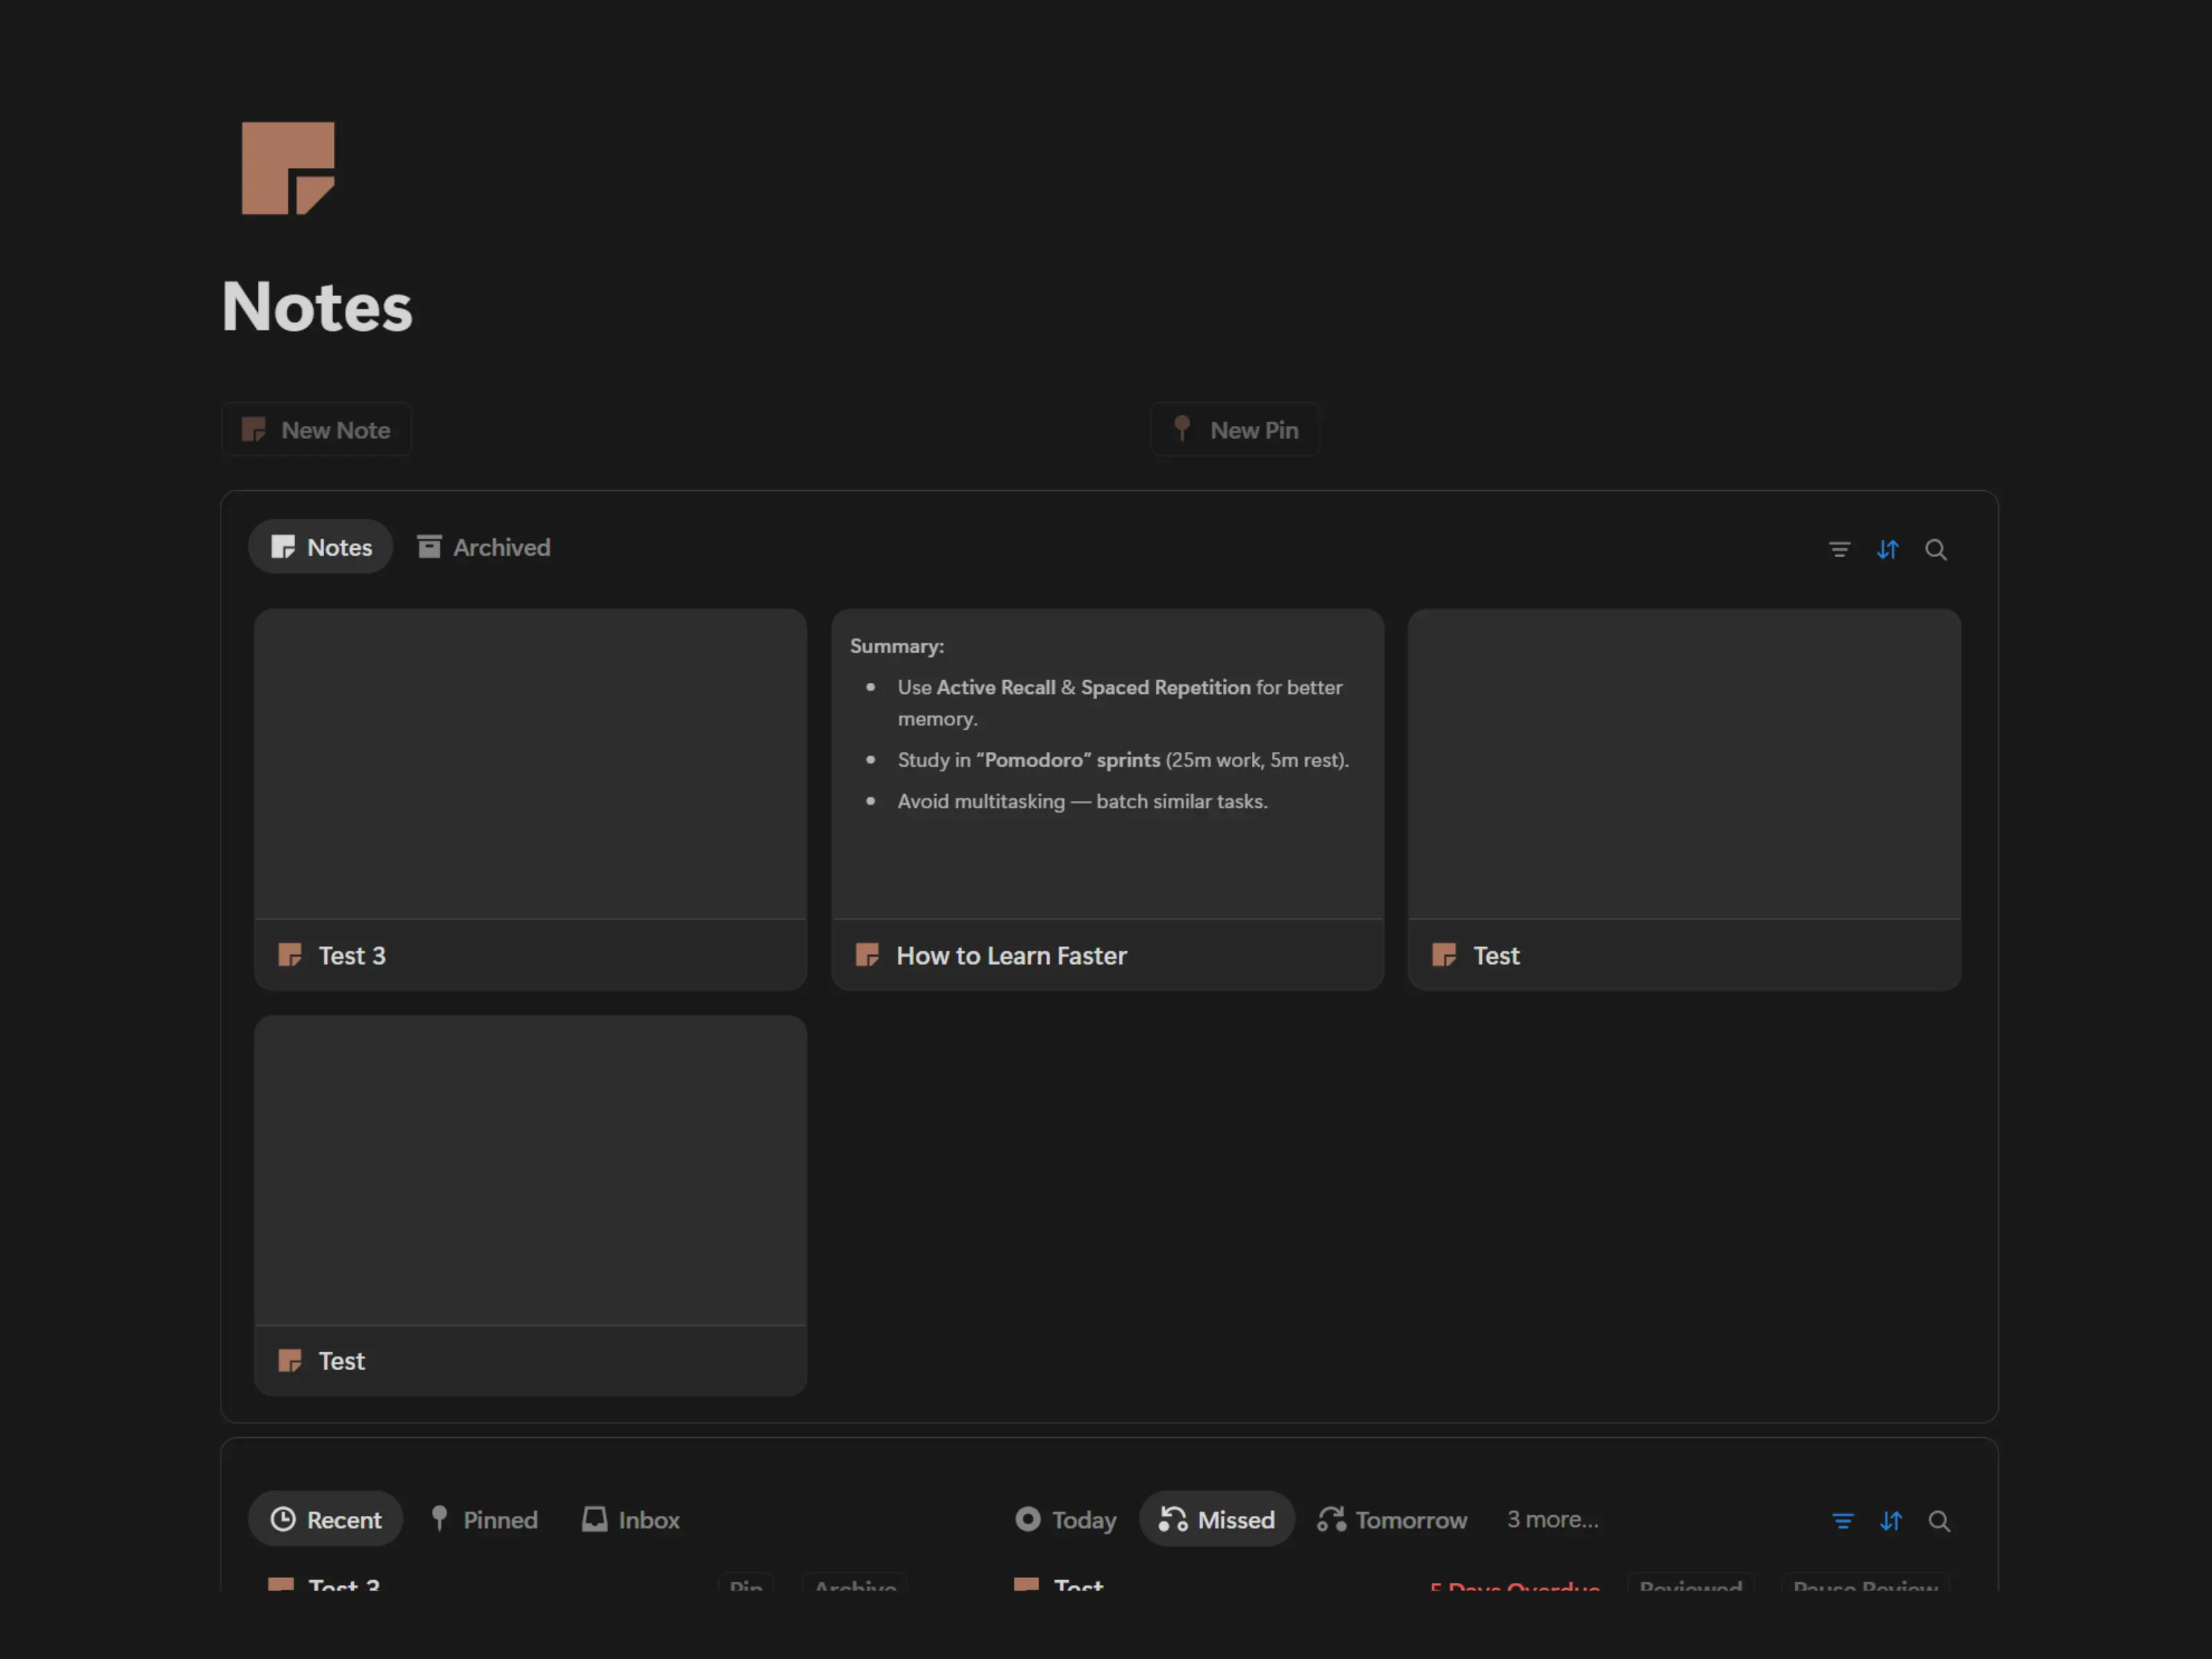 Notes
New Note
New Pin
Notes
Archived
Summary:
• Use Active Recall & Spaced Repetition for better
memory.
• Study in “Pomodoro” sprints (25m work, 5m rest).
• Avoid multitasking — batch similar tasks.
Test 3
How to Learn Faster
Test
Test
Recent
Pinned
Inbox
Today
Missed
Tomorrow
3 more...
Test 3
Pin
Archive
Test
5 Days Overdue
Reviewed
Pause Review